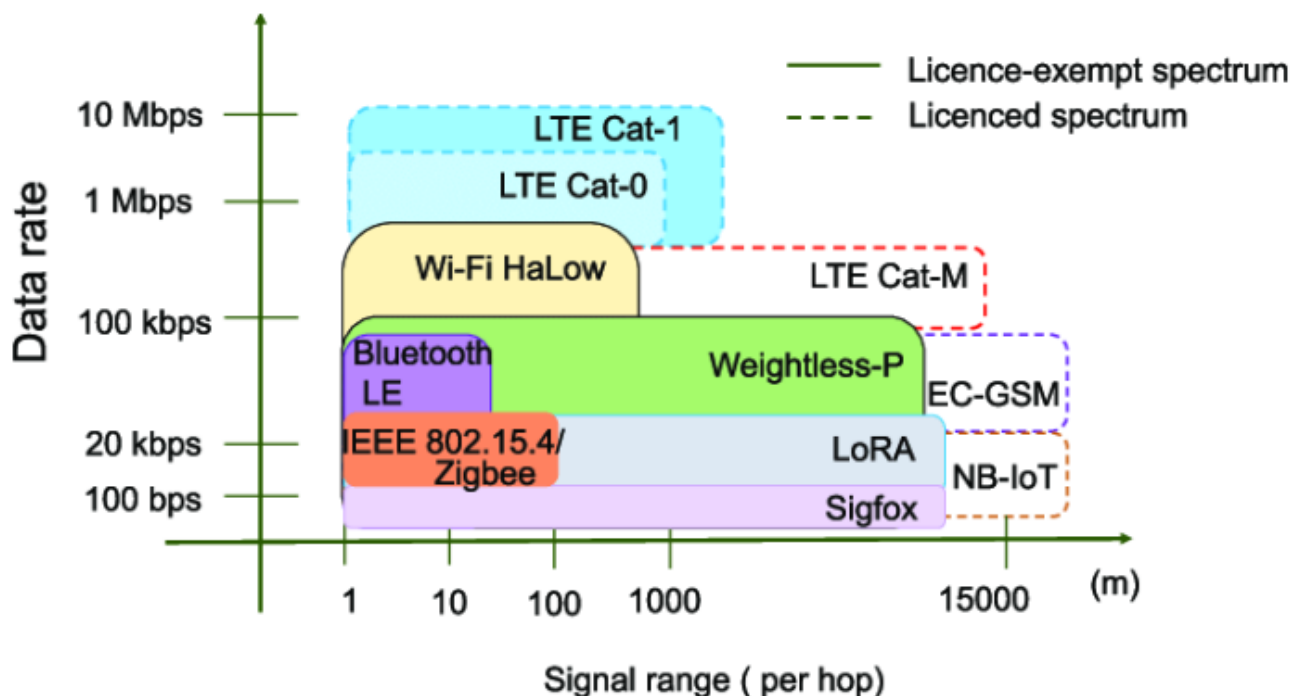 Licence-exempt spectrum
Licenced spectrum
Data rate
10 Mbps
1 Mbps
100 kbps
20 kbps
100 bps
LTE Cat-1
LTE Cat-0
Wi-Fi HaLow
LTE Cat-M
Bluetooth
LE
Weightless-P
EC-GSM
IEEE 802.15.4/
Zigbee
LoRA
NB-IoT
Sigfox
1 10 100 1000 15000 (m)
Signal range ( per hop)